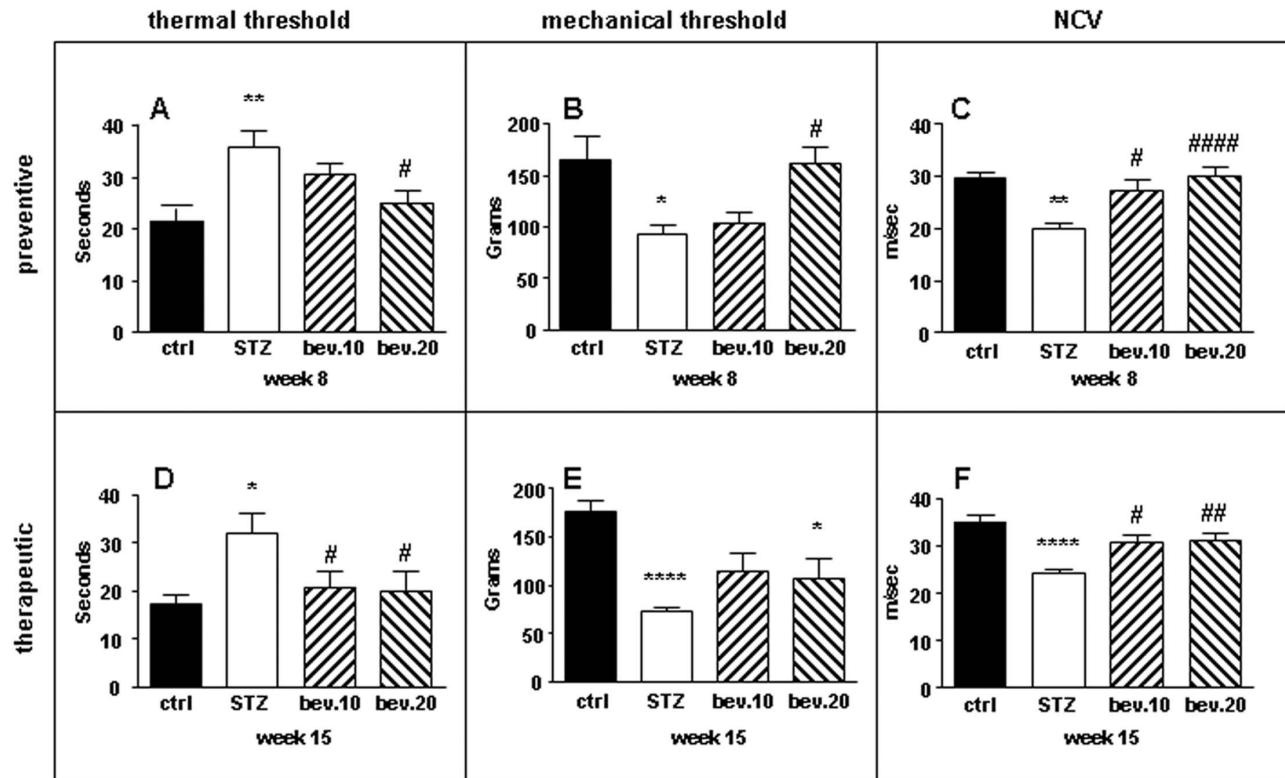 thermal threshold mechanical threshold NCV
preventive
A
**
#
40
30
20
10
0
Seconds
ctrl STZ bev.10 bev.20
week 8
B
*
#
200
150
100
50
0
Grams
ctrl STZ bev.10 bev.20
week 8
C
**
#
####
40
30
20
10
0
m/sec
ctrl STZ bev.10 bev.20
week 8
therapeutic
D
*
#
#
40
30
20
10
0
Seconds
ctrl STZ bev.10 bev.20
week 15
E
****
*
200
150
100
50
0
Grams
ctrl STZ bev.10 bev.20
week 15
F
****
#
##
40
30
20
10
0
m/sec
ctrl STZ bev.10 bev.20
week 15